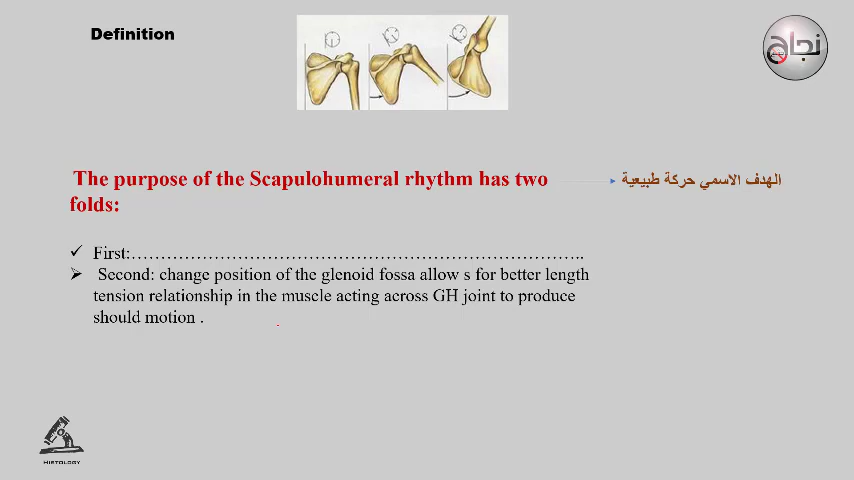 Definition
نجاح
The purpose of the Scapulohumeral rhythm has two
folds:
الهدف الاسمي حركة طبيعية
First:………………………………………………………………………..
Second: change position of the glenoid fossa allow s for better length
tension relationship in the muscle acting across GH joint to produce
should motion .
HISTOLOGY